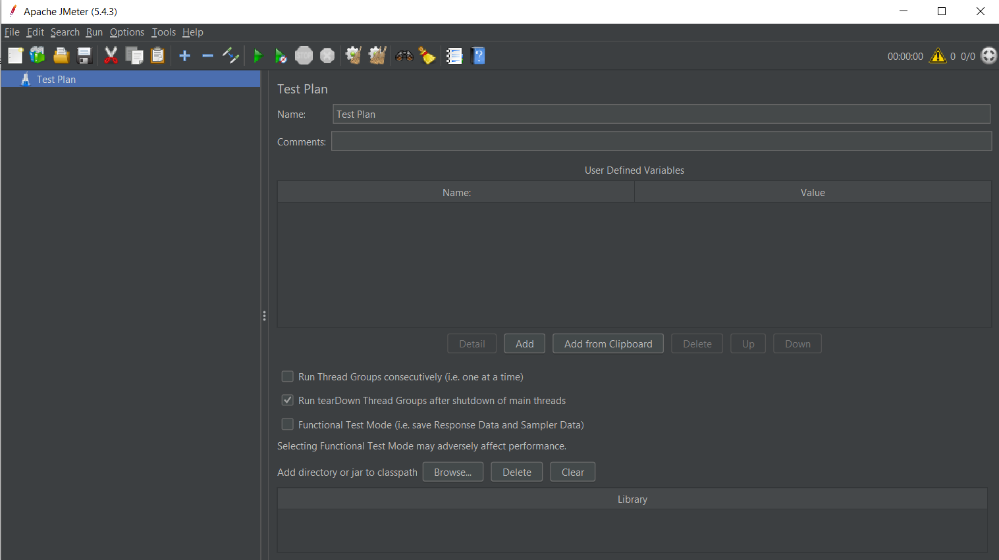 Apache JMeter (5.4.3)
File Edit Search Run Options Tools Help
STOP
00:00:00 0 0/0
Test Plan
Test Plan
Name: Test Plan
Comments:
User Defined Variables
Name: Value
Detail Add Add from Clipboard Delete Up Down
Run Thread Groups consecutively (i.e. one at a time)
Run tearDown Thread Groups after shutdown of main threads
Functional Test Mode (i.e. save Response Data and Sampler Data)
Selecting Functional Test Mode may adversely affect performance.
Add directory or jar to classpath Browse... Delete Clear
Library